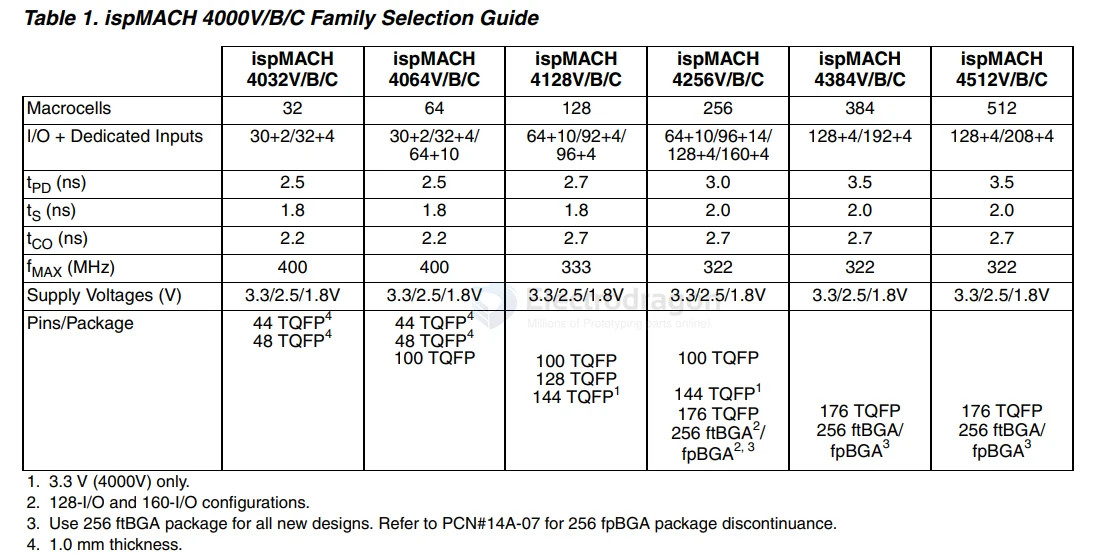 Table 1. ispMACH 4000V/B/C Family Selection Guide
ispMACH 4032V/B/C ispMACH 4064V/B/C ispMACH 4128V/B/C ispMACH 4256V/B/C ispMACH 4384V/B/C ispMACH 4512V/B/C
Macrocells 32 64 128 256 384 512
I/O + Dedicated Inputs 30+2/32+4 30+2/32+4/64+10 64+10/92+4/96+4 64+10/96+14/128+4/160+4 128+4/192+4 128+4/208+4
tPD (ns) 2.5 2.5 2.7 3.0 3.5 3.5
tS (ns) 1.8 1.8 1.8 2.0 2.0 2.0
tCO (ns) 2.2 2.2 2.7 2.7 2.7 2.7
fMAX (MHz) 400 400 333 322 322 322
Supply Voltages (V) 3.3/2.5/1.8V 3.3/2.5/1.8V 3.3/2.5/1.8V 3.3/2.5/1.8V 3.3/2.5/1.8V 3.3/2.5/1.8V
Electrodragon
Millions of Prototyping parts online!
Pins/Package 44 TQFP4 44 TQFP4
48 TQFP4 48 TQFP4
100 TQFP 100 TQFP 100 TQFP
128 TQFP
144 TQFP1 144 TQFP1
176 TQFP 176 TQFP 176 TQFP
256 ftBGA2/ 256 ftBGA/ 256 ftBGA/
fpBGA2, 3 fpBGA3 fpBGA3
1. 3.3 V (4000V) only.
2. 128-I/O and 160-I/O configurations.
3. Use 256 ftBGA package for all new designs. Refer to PCN#14A-07 for 256 fpBGA package discontinuance.
4. 1.0 mm thickness.